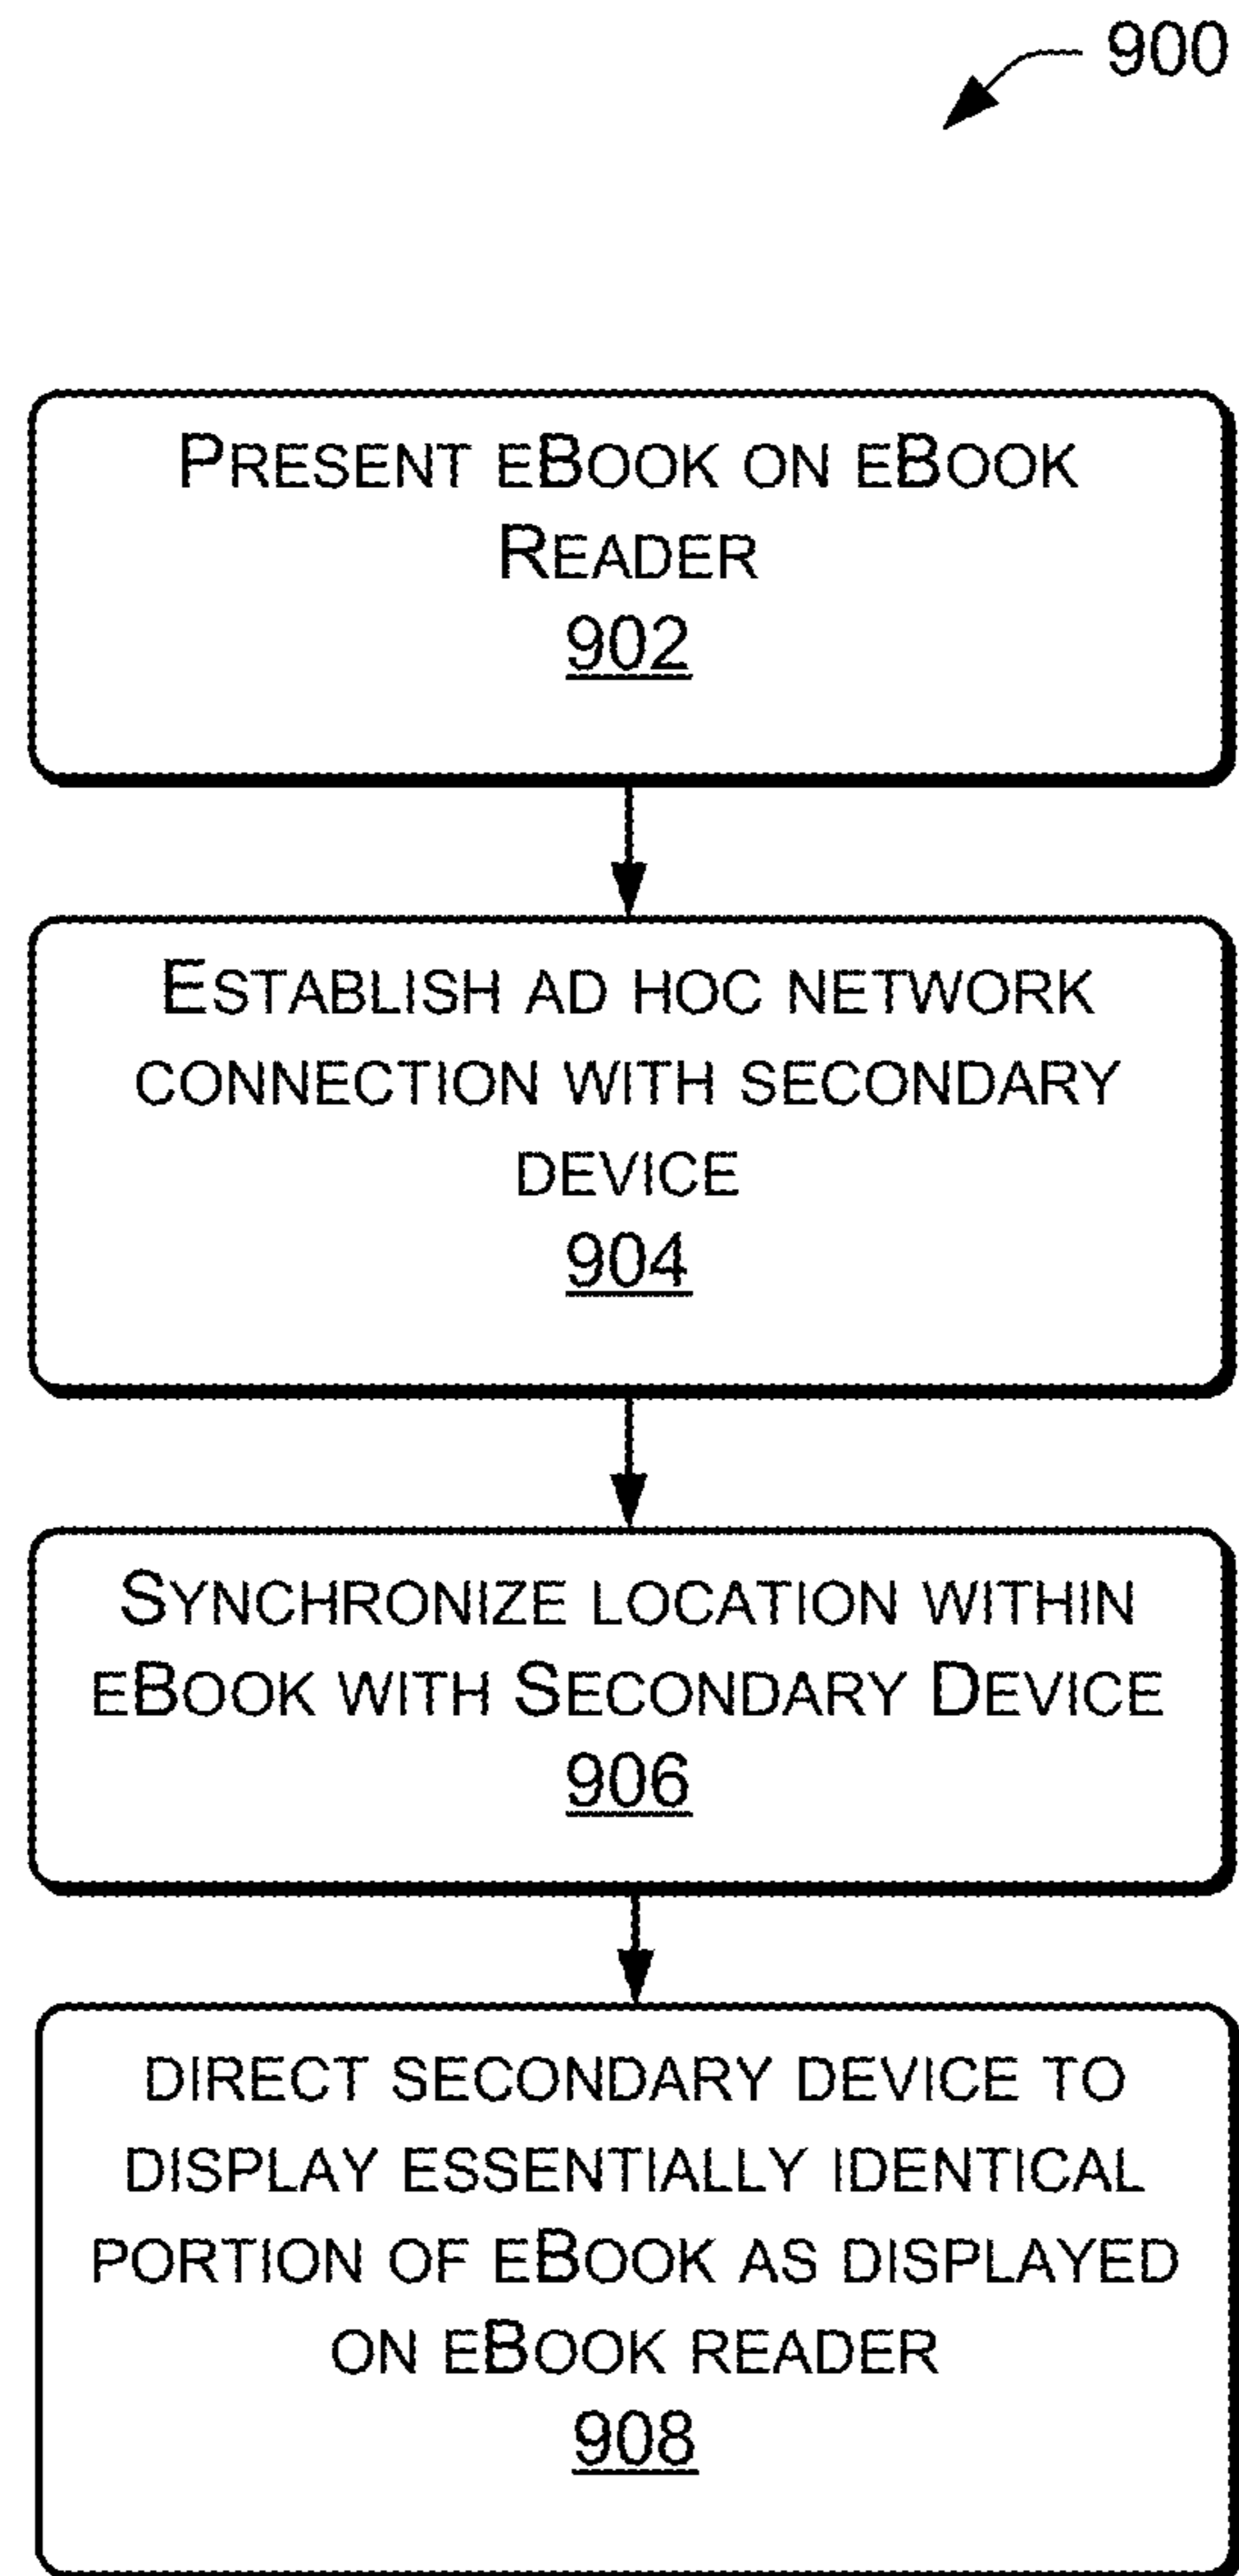 900
PRESENT EBOOK ON EBOOK
READER
902
ESTABLISH AD HOC NETWORK
CONNECTION WITH SECONDARY
DEVICE
904
SYNCHRONIZE LOCATION WITHIN
EBOOK WITH SECONDARY DEVICE
906
DIRECT SECONDARY DEVICE TO
DISPLAY ESSENTIALLY IDENTICAL
PORTION OF EBOOK AS DISPLAYED
ON EBOOK READER
908